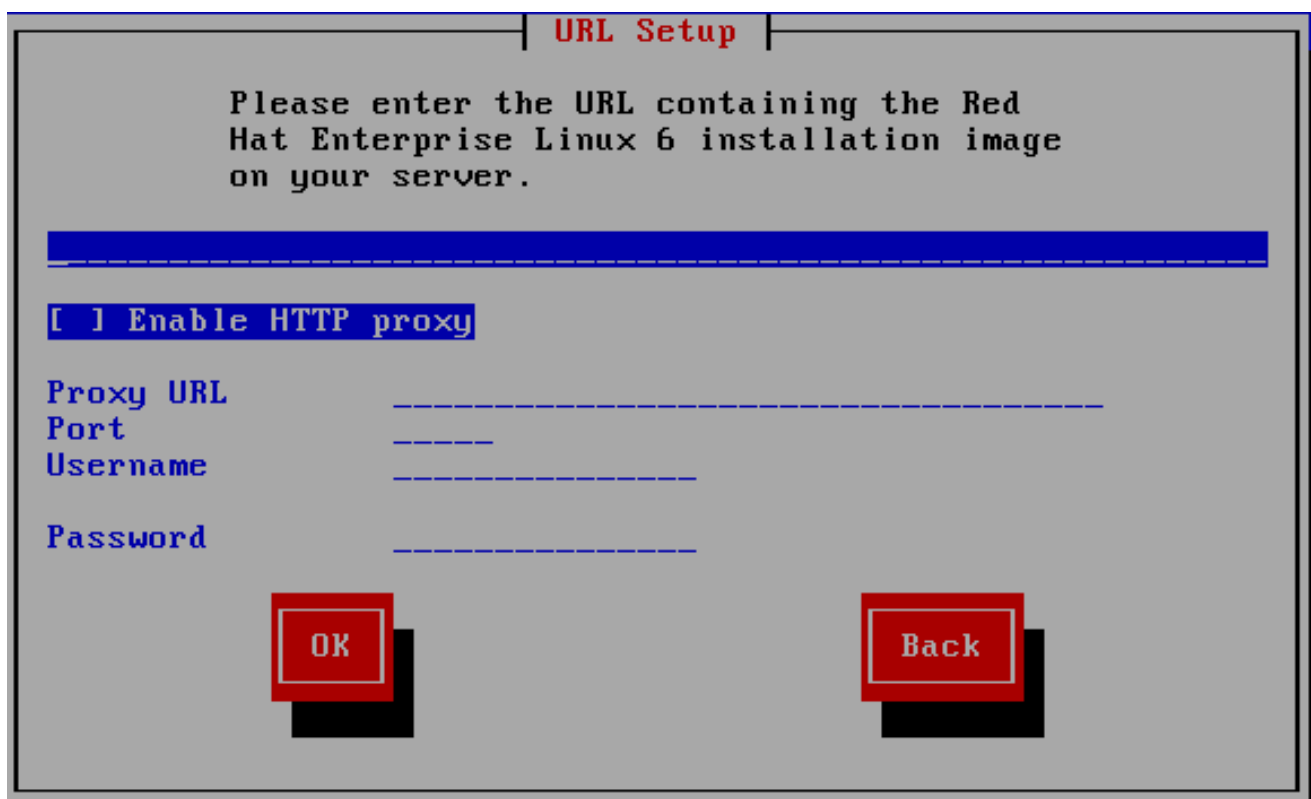 URL Setup
Please enter the URL containing the Red
Hat Enterprise Linux 6 installation image
on your server.
[ ] Enable HTTP proxy
Proxy URL
Port
Username
Password
OK
Back